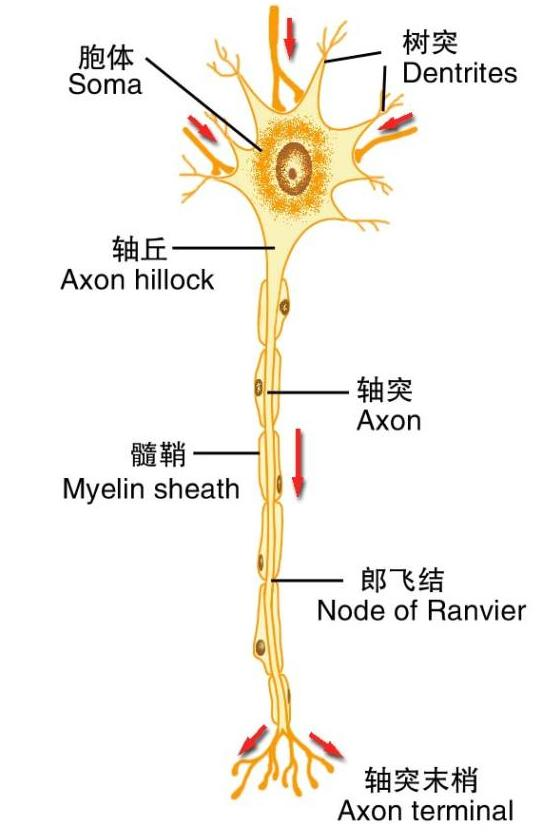 胞体
Soma
树突
Dentrites
轴丘
Axon hillock
轴突
Axon
髓鞘
Myelin sheath
郎飞结
Node of Ranvier
轴突末梢
Axon terminal